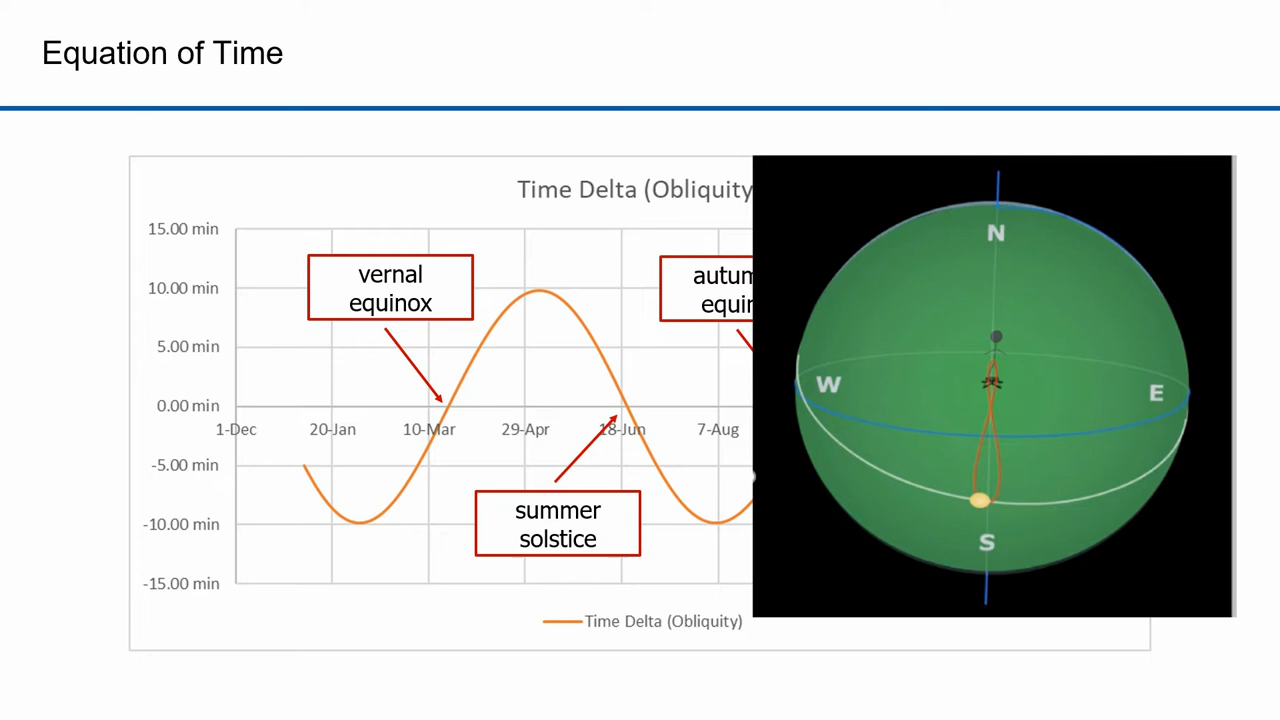 Equation of Time
Time Delta (Obliquity
15.00 min
10.00 min
5.00 min
0.00 min
-5.00 min
-10.00 min
-15.00 min
1-Dec
20-Jan
10-Mar
29-Apr
18-Jun
7-Aug
vernal
equinox
summer
solstice
Time Delta (Obliquity)
N
W
E
S